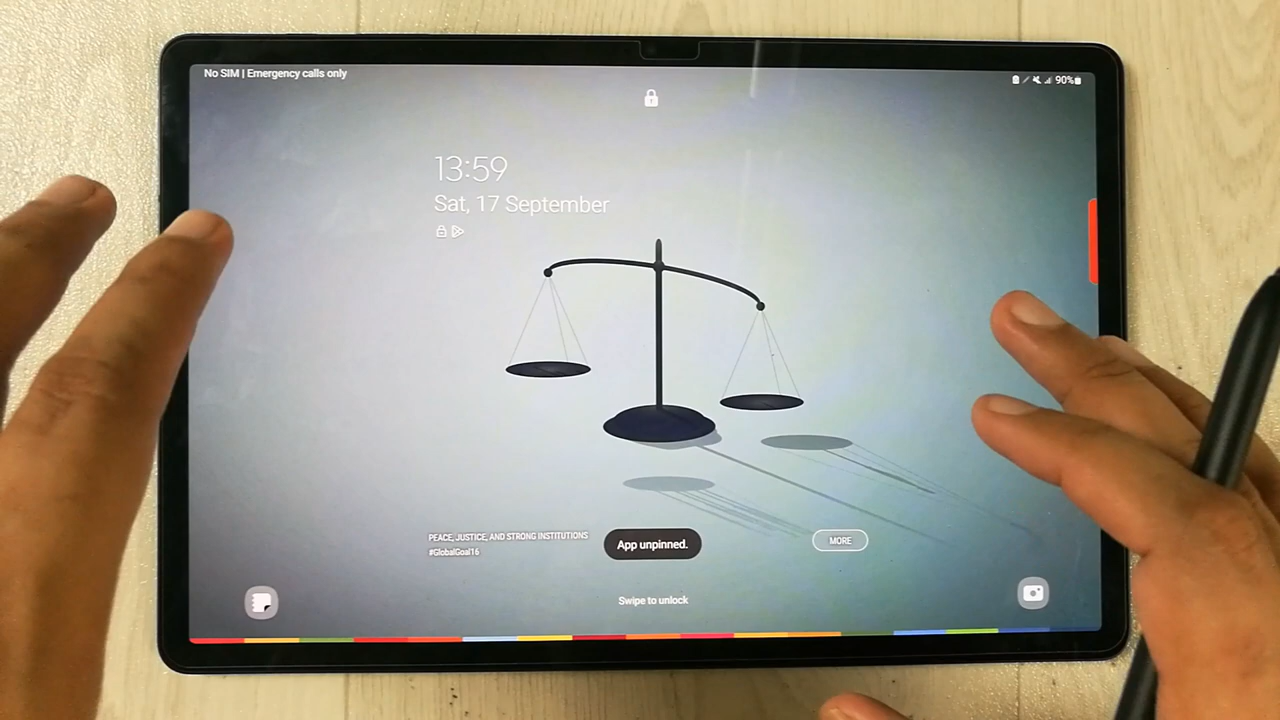 No SIM | Emergency calls only
90%
13:59
Sat, 17 September
PEACE, JUSTICE, AND STRONG INSTITUTIONS
#GlobalGoal16
App unpinned.
MORE
Swipe to unlock